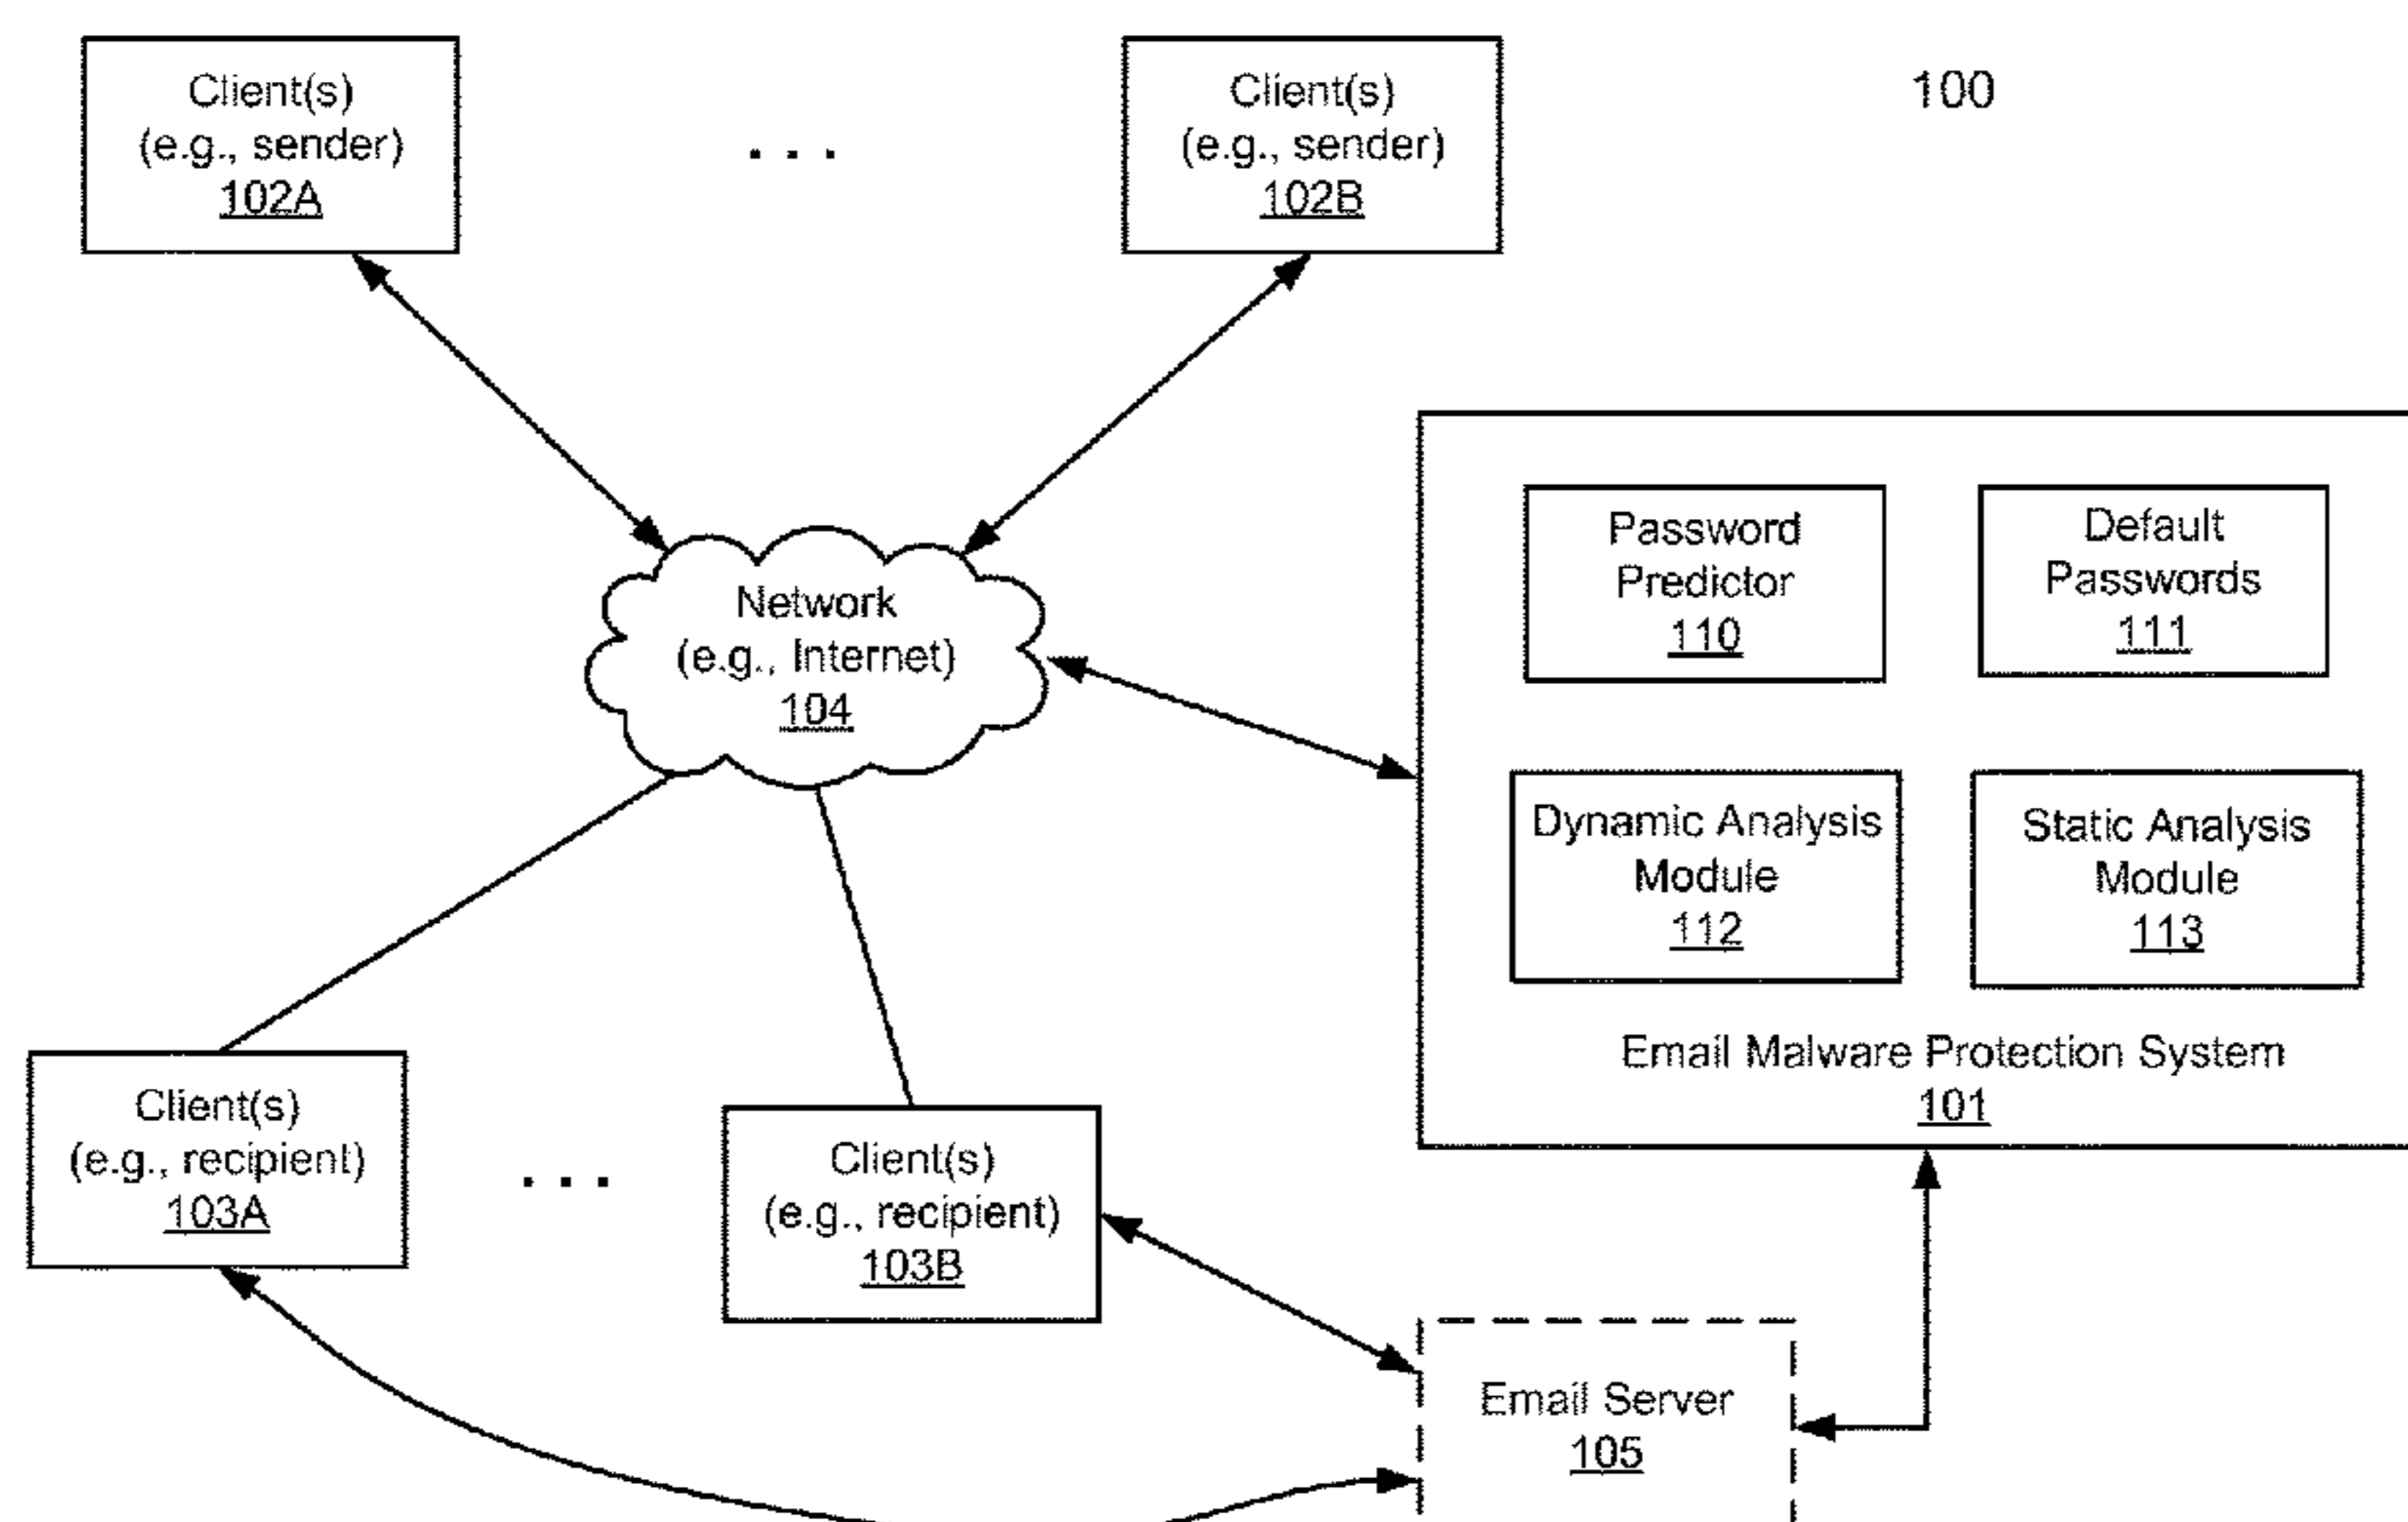 Client(s)
(e.g., sender)
102A
. . .
Client(s)
(e.g., sender)
102B
100
Network
(e.g., Internet)
104
Password
Predictor
110
Default
Passwords
111
Dynamic Analysis
Module
112
Static Analysis
Module
113
Email Malware Protection System
101
Client(s)
(e.g., recipient)
103A
. . .
Client(s)
(e.g., recipient)
103B
Email Server
105